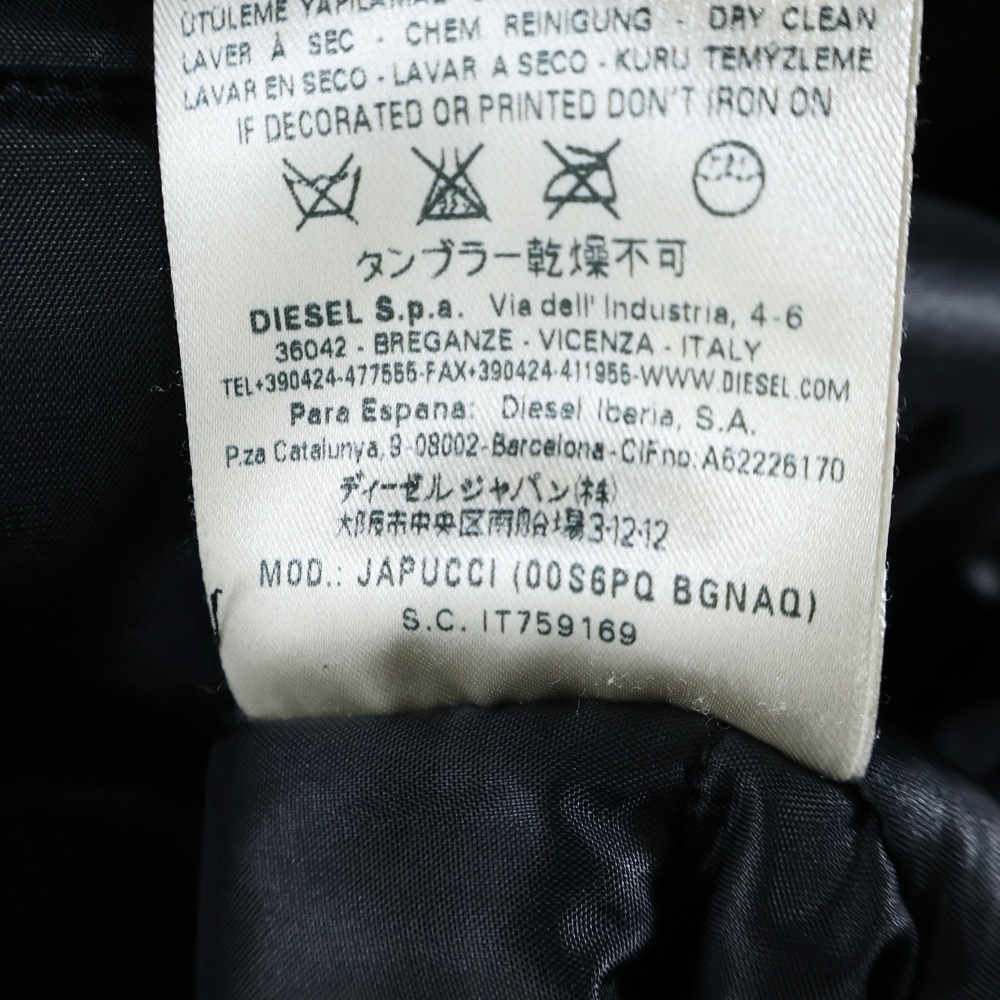 ÜTÜLEME YAPILAMAZ
LAVER À SEC - CHEM. REINIGUNG - DRY CLEAN
LAVAR EN SECO - LAVAR A SECO - KURU TEMÝZLEME
IF DECORATED OR PRINTED DON'T IRON ON
タンブラー乾燥不可
DIESEL S.p.a. Via dell' Industria, 4-6
36042 - BREGANZE - VICENZA - ITALY
TEL+390424-477555-FAX+390424-411955-WWW.DIESEL.COM
Para Espana: Diesel Iberia, S.A.
P.za Catalunya, 9-08002-Barcelona-CIFno.A62226170
ディーゼルジャパン(株)
大阪市中央区南船場3-12-12
MOD.: JAPUCCI (00S6PQ BGNAQ)
S.C. IT759169